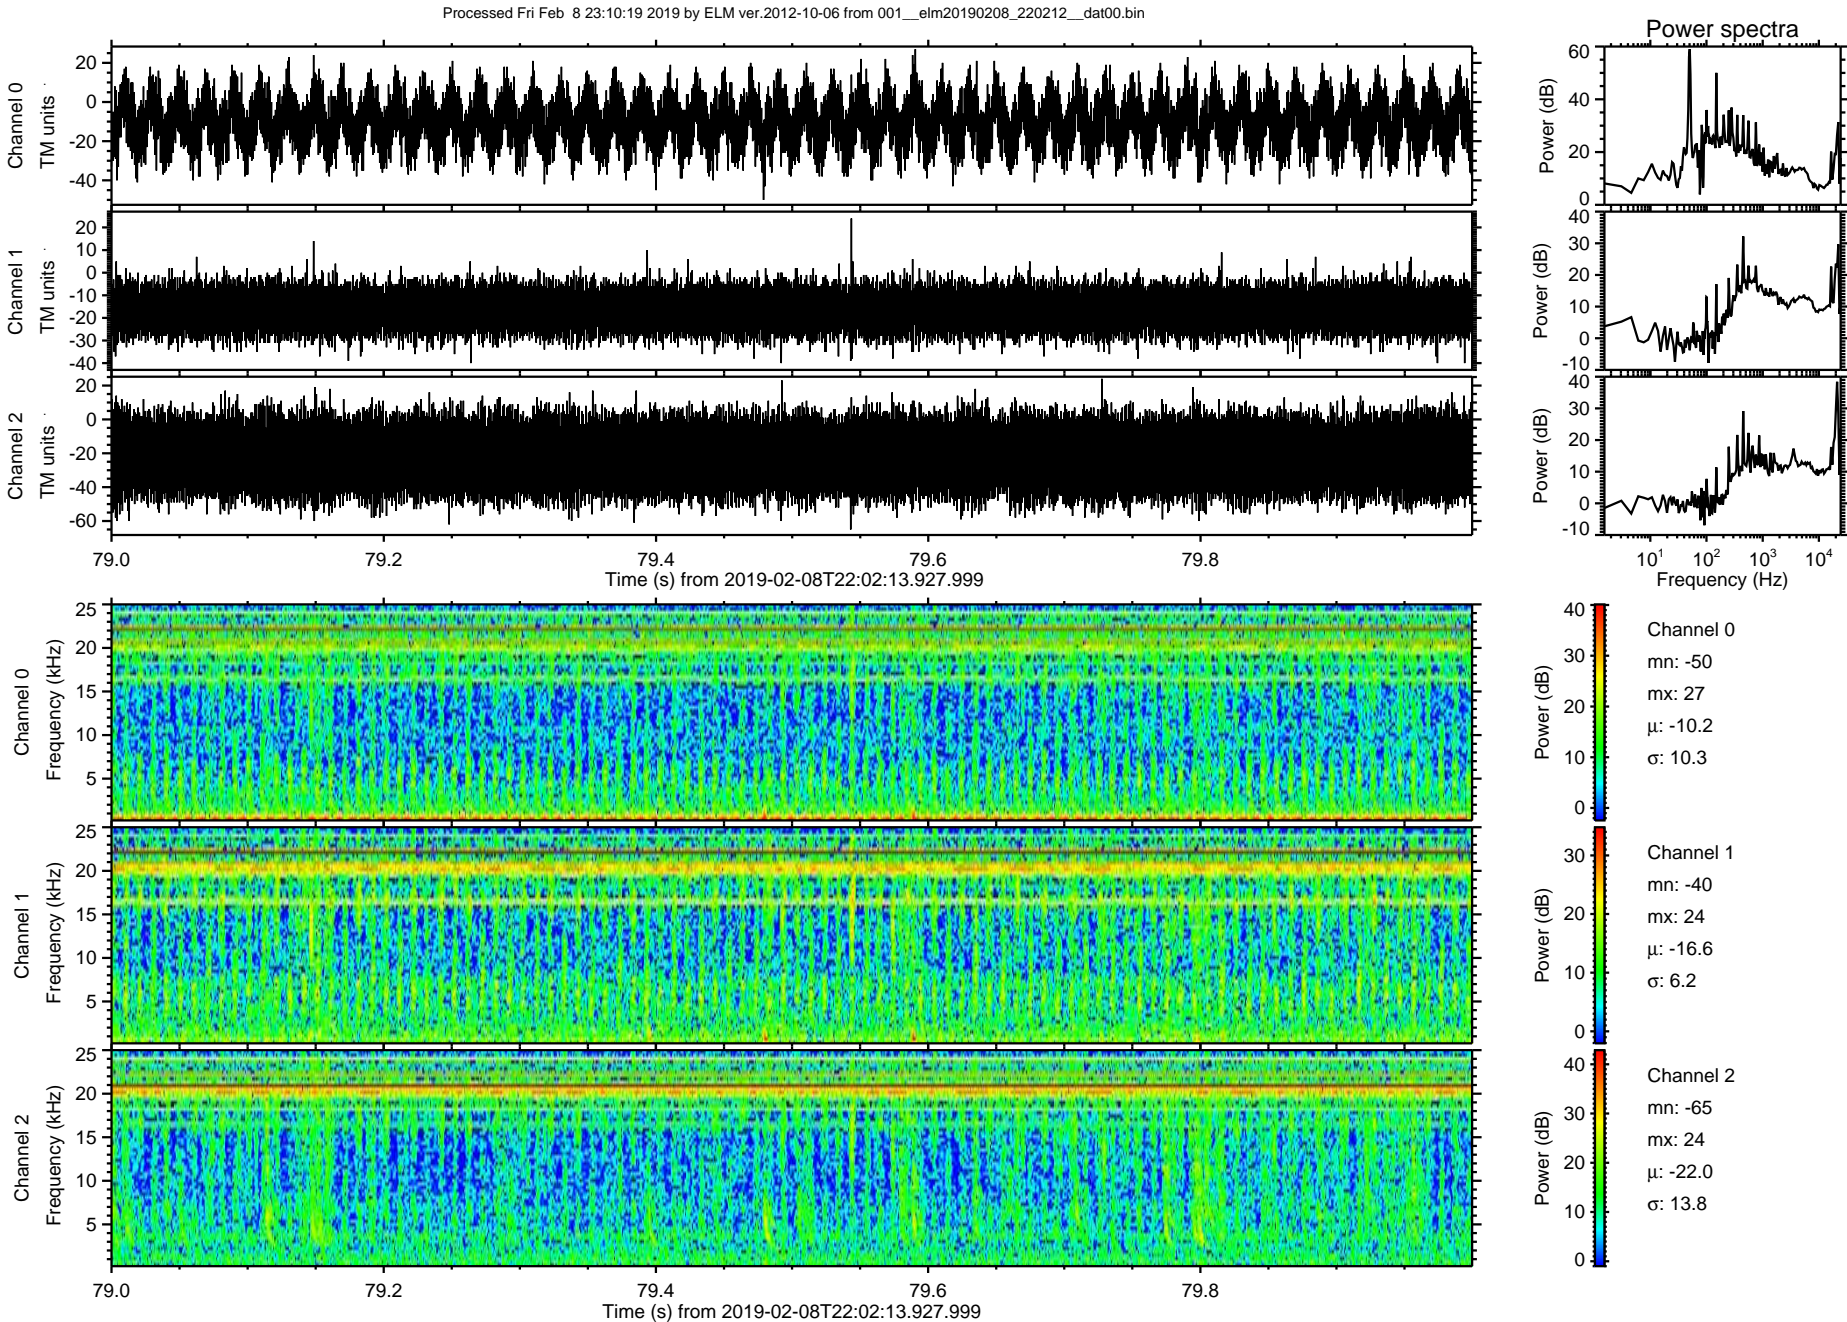 Processed Fri Feb  8 23:10:19 2019 by ELM ver.2012-10-06 from 001__elm20190208_220212__dat00.bin
Power spectra
Channel 0
TM units
20
0
-20
-40
Power (dB)
60
40
20
0
Channel 1
TM units
20
10
0
-10
-20
-30
-40
Power (dB)
40
30
20
10
0
-10
Channel 2
TM units
20
0
-20
-40
-60
Power (dB)
40
30
20
10
0
-10
79.0 79.2 79.4 79.6 79.8
Time (s) from 2019-02-08T22:02:13.927.999
10^1 10^2 10^3 10^4
Frequency (Hz)
Channel 0
Frequency (kHz)
25
20
15
10
5
Power (dB)
40
30
20
10
0
Channel 0
mn: -50
mx: 27
μ: -10.2
σ: 10.3
Channel 1
Frequency (kHz)
25
20
15
10
5
Power (dB)
30
20
10
0
Channel 1
mn: -40
mx: 24
μ: -16.6
σ: 6.2
Channel 2
Frequency (kHz)
25
20
15
10
5
Power (dB)
40
30
20
10
0
Channel 2
mn: -65
mx: 24
μ: -22.0
σ: 13.8
79.0 79.2 79.4 79.6 79.8
Time (s) from 2019-02-08T22:02:13.927.999